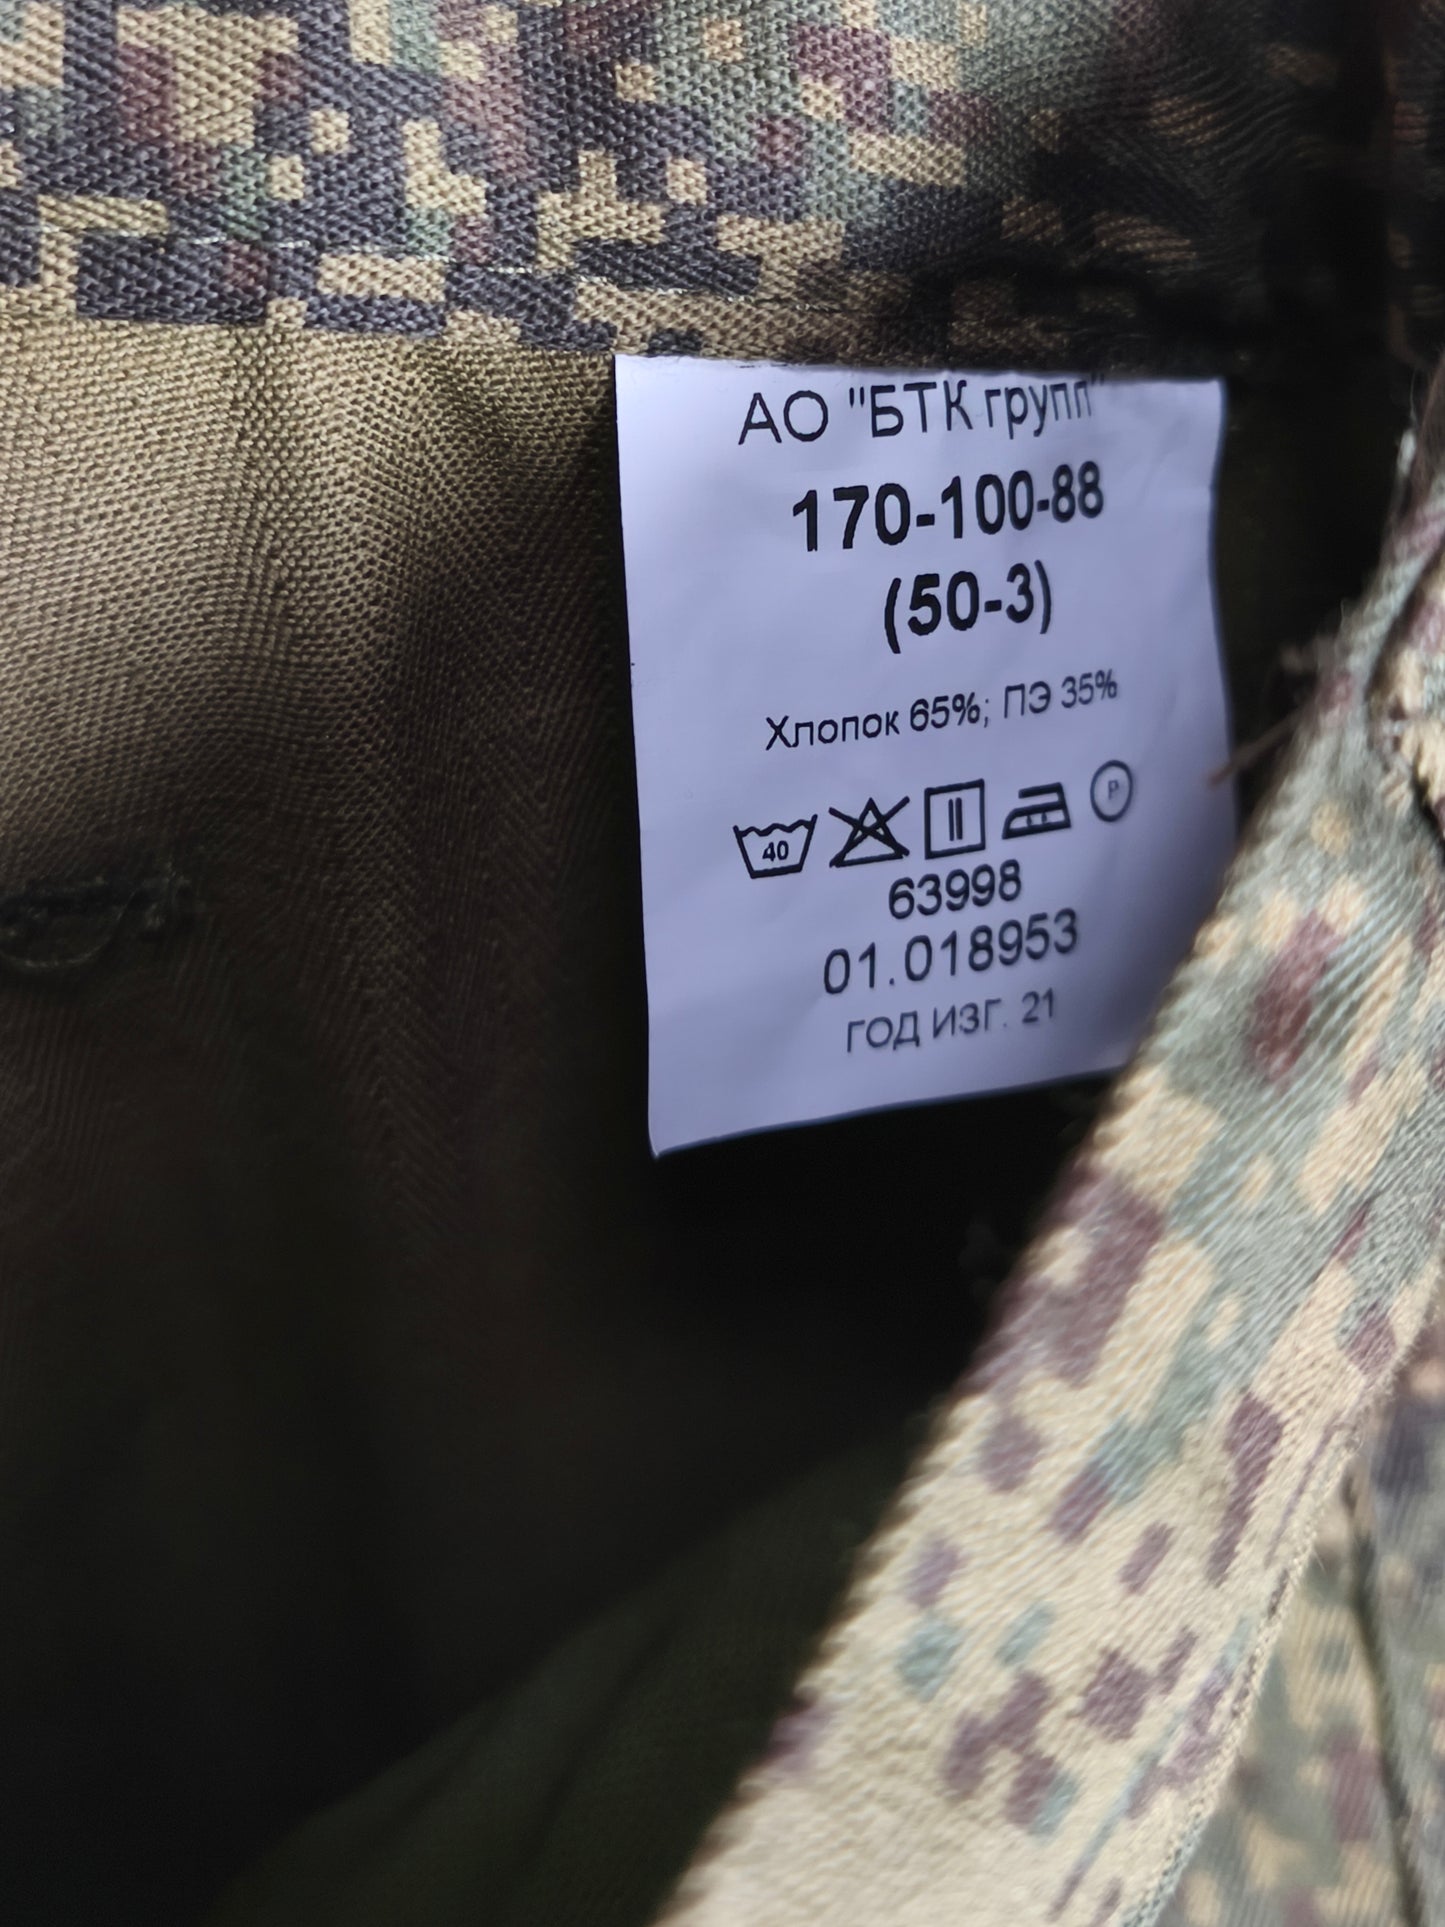 АО "БТК групп"
170-100-88
(50-3)
Хлопок 65%; ПЭ 35%
40 P
63998
01.018953
ГОД ИЗГ. 21